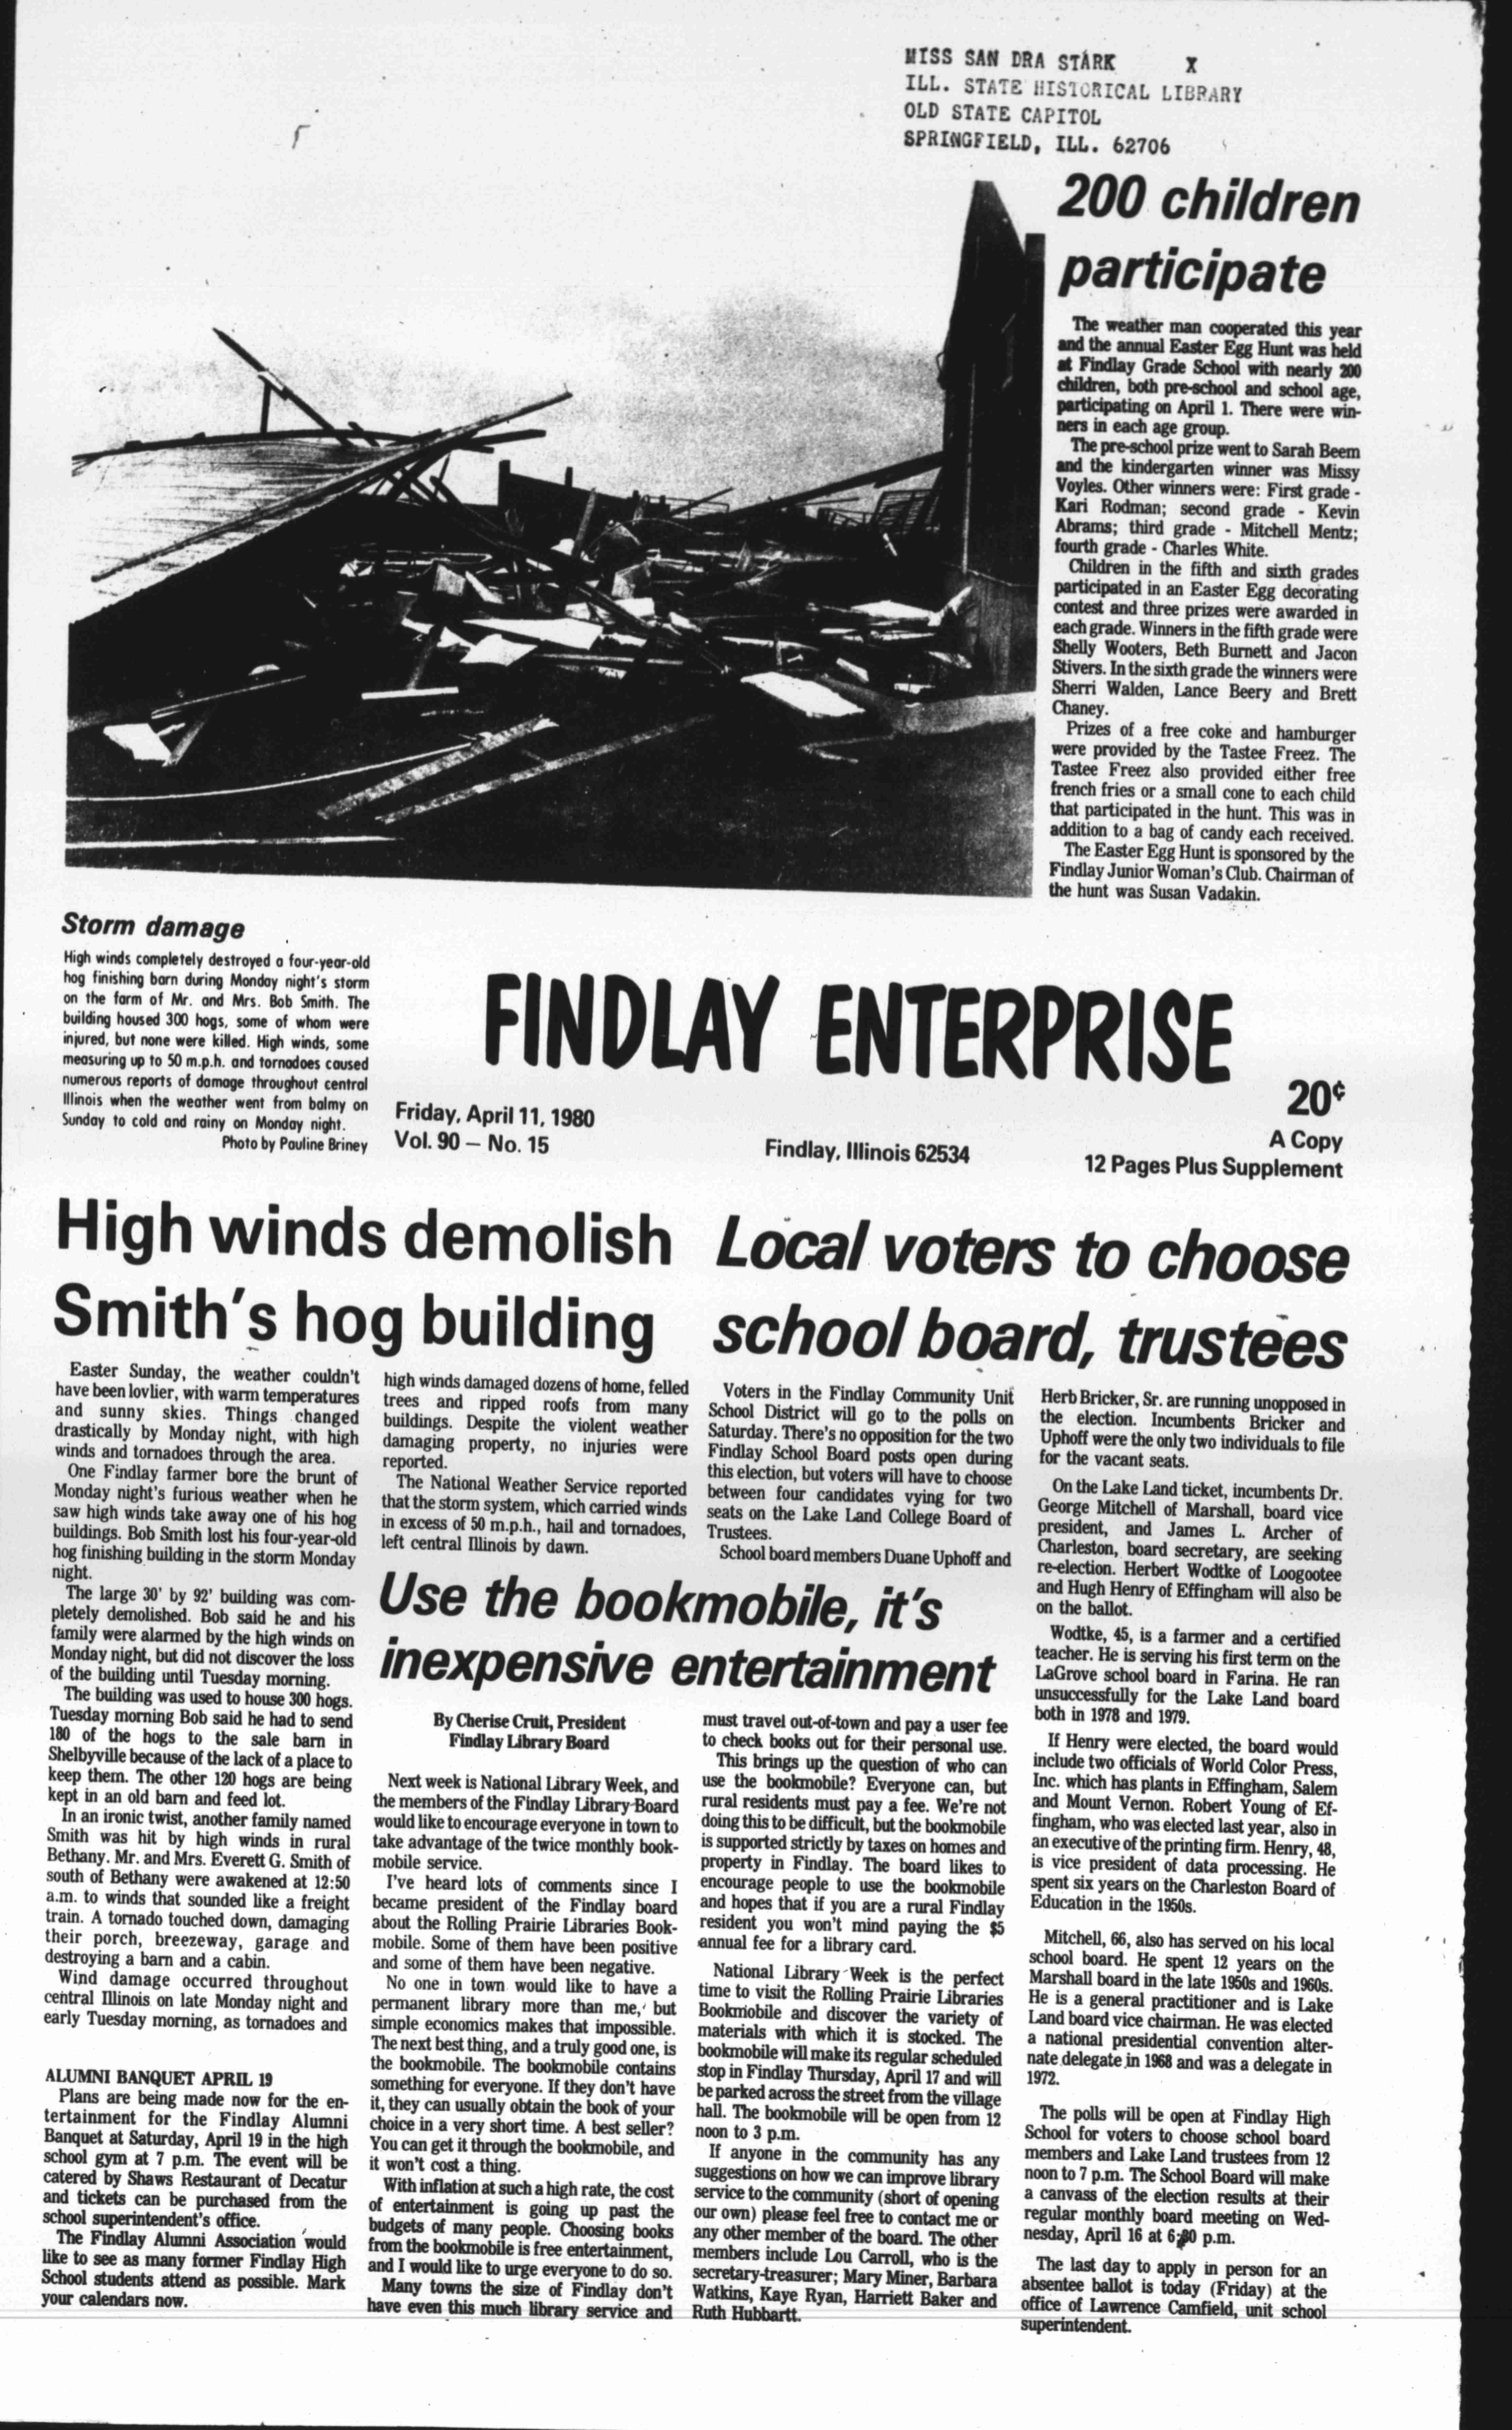 MISS SAN DRA STARK X
ILL. STATE HISTORICAL LIBRARY
OLD STATE CAPITOL
SPRINGFIELD, ILL. 62706
200 children
participate
The weather man cooperated this year
and the annual Easter Egg Hunt was held
at Findlay Grade School with nearly 200
children, both pre-school and school age,
participating on April 1. There were win-
ners in each age group.
The pre-school prize went to Sarah Beem
and the kindergarten winner was Missy
Voyles. Other winners were: First grade -
Kari Rodman; second grade - Kevin
Abrams; third grade - Mitchell Mentz;
fourth grade - Charles White.
Children in the fifth and sixth grades
participated in an Easter Egg decorating
contest and three prizes were awarded in
each grade. Winners in the fifth grade were
Shelly Wooters, Beth Burnett and Jacon
Stivers. In the sixth grade the winners were
Sherri Walden, Lance Beery and Brett
Chaney.
Prizes of a free coke and hamburger
were provided by the Tastee Freez. The
Tastee Freez also provided either free
french fries or a small cone to each child
that participated in the hunt. This was in
addition to a bag of candy each received.
The Easter Egg Hunt is sponsored by the
Findlay Junior Woman's Club. Chairman of
the hunt was Susan Vadakin.
Storm damage
High winds completely destroyed a four-year-old
hog finishing barn during Monday night's storm
on the farm of Mr. and Mrs. Bob Smith. The
building housed 300 hogs, some of whom were
injured, but none were killed. High winds, some
measuring up to 50 m.p.h. and tornadoes caused
numerous reports of damage throughout central
Illinois when the weather went from balmy on
Sunday to cold and rainy on Monday night.
Photo by Pauline Briney
FINDLAY ENTERPRISE
Friday, April 11, 1980
Vol. 90 — No. 15
Findlay, Illinois 62534
20¢
A Copy
12 Pages Plus Supplement
High winds demolish
Smith's hog building
Easter Sunday, the weather couldn't
have been lovlier, with warm temperatures
and sunny skies. Things changed
drastically by Monday night, with high
winds and tornadoes through the area.
One Findlay farmer bore the brunt of
Monday night's furious weather when he
saw high winds take away one of his hog
buildings. Bob Smith lost his four-year-old
hog finishing building in the storm Monday
night.
The large 30' by 92' building was com-
pletely demolished. Bob said he and his
family were alarmed by the high winds on
Monday night, but did not discover the loss
of the building until Tuesday morning.
The building was used to house 300 hogs.
Tuesday morning Bob said he had to send
180 of the hogs to the sale barn in
Shelbyville because of the lack of a place to
keep them. The other 120 hogs are being
kept in an old barn and feed lot.
In an ironic twist, another family named
Smith was hit by high winds in rural
Bethany. Mr. and Mrs. Everett G. Smith of
south of Bethany were awakened at 12:50
a.m. to winds that sounded like a freight
train. A tornado touched down, damaging
their porch, breezeway, garage and
destroying a barn and a cabin.
Wind damage occurred throughout
central Illinois on late Monday night and
early Tuesday morning, as tornadoes and
high winds damaged dozens of home, felled
trees and ripped roofs from many
buildings. Despite the violent weather
damaging property, no injuries were
reported.
The National Weather Service reported
that the storm system, which carried winds
in excess of 50 m.p.h., hail and tornadoes,
left central Illinois by dawn.
ALUMNI BANQUET APRIL 19
Plans are being made now for the en-
tertainment for the Findlay Alumni
Banquet at Saturday, April 19 in the high
school gym at 7 p.m. The event will be
catered by Shaws Restaurant of Decatur
and tickets can be purchased from the
school superintendent's office.
The Findlay Alumni Association would
like to see as many former Findlay High
School students attend as possible. Mark
your calendars now.
Use the bookmobile, it's
inexpensive entertainment
By Cherise Cruit, President
Findlay Library Board
Next week is National Library Week, and
the members of the Findlay Library Board
would like to encourage everyone in town to
take advantage of the twice monthly book-
mobile service.
I've heard lots of comments since I
became president of the Findlay board
about the Rolling Prairie Libraries Book-
mobile. Some of them have been positive
and some of them have been negative.
No one in town would like to have a
permanent library more than me, but
simple economics makes that impossible.
The next best thing, and a truly good one, is
the bookmobile. The bookmobile contains
something for everyone. If they don't have
it, they can usually obtain the book of your
choice in a very short time. A best seller?
You can get it through the bookmobile, and
it won't cost a thing.
With inflation at such a high rate, the cost
of entertainment is going up past the
budgets of many people. Choosing books
from the bookmobile is free entertainment,
and I would like to urge everyone to do so.
Many towns the size of Findlay don't
have even this much library service and
must travel out-of-town and pay a user fee
to check books out for their personal use.
This brings up the question of who can
use the bookmobile? Everyone can, but
rural residents must pay a fee. We're not
doing this to be difficult, but the bookmobile
is supported strictly by taxes on homes and
property in Findlay. The board likes to
encourage people to use the bookmobile
and hopes that if you are a rural Findlay
resident you won't mind paying the $5
annual fee for a library card.
National Library Week is the perfect
time to visit the Rolling Prairie Libraries
Bookmobile and discover the variety of
materials with which it is stocked. The
bookmobile will make its regular scheduled
stop in Findlay Thursday, April 17 and will
be parked across the street from the village
hall. The bookmobile will be open from 12
noon to 3 p.m.
If anyone in the community has any
suggestions on how we can improve library
service to the community (short of opening
our own) please feel free to contact me or
any other member of the board. The other
members include Lou Carroll, who is the
secretary-treasurer; Mary Miner, Barbara
Watkins, Kaye Ryan, Harriett Baker and
Ruth Hubbartt.
Local voters to choose
school board, trustees
Voters in the Findlay Community Unit
School District will go to the polls on
Saturday. There's no opposition for the two
Findlay School Board posts open during
this election, but voters will have to choose
between four candidates vying for two
seats on the Lake Land College Board of
Trustees.
School board members Duane Uphoff and
Herb Bricker, Sr. are running unopposed in
the election. Incumbents Bricker and
Uphoff were the only two individuals to file
for the vacant seats.
On the Lake Land ticket, incumbents Dr.
George Mitchell of Marshall, board vice
president, and James L. Archer of
Charleston, board secretary, are seeking
re-election. Herbert Wodtke of Loogootee
and Hugh Henry of Effingham will also be
on the ballot.
Wodtke, 45, is a farmer and a certified
teacher. He is serving his first term on the
LaGrove school board in Farina. He ran
unsuccessfully for the Lake Land board
both in 1978 and 1979.
If Henry were elected, the board would
include two officials of World Color Press,
Inc. which has plants in Effingham, Salem
and Mount Vernon. Robert Young of Ef-
fingham, who was elected last year, also in
an executive of the printing firm. Henry, 48,
is vice president of data processing. He
spent six years on the Charleston Board of
Education in the 1950s.
Mitchell, 66, also has served on his local
school board. He spent 12 years on the
Marshall board in the late 1950s and 1960s.
He is a general practitioner and is Lake
Land board vice chairman. He was elected
a national presidential convention alter-
nate delegate in 1968 and was a delegate in
1972.
The polls will be open at Findlay High
School for voters to choose school board
members and Lake Land trustees from 12
noon to 7 p.m. The School Board will make
a canvass of the election results at their
regular monthly board meeting on Wed-
nesday, April 16 at p.m.
The last day to apply in person for an
absentee ballot is today (Friday) at the
office of Lawrence Camfield, unit school
superintendent.